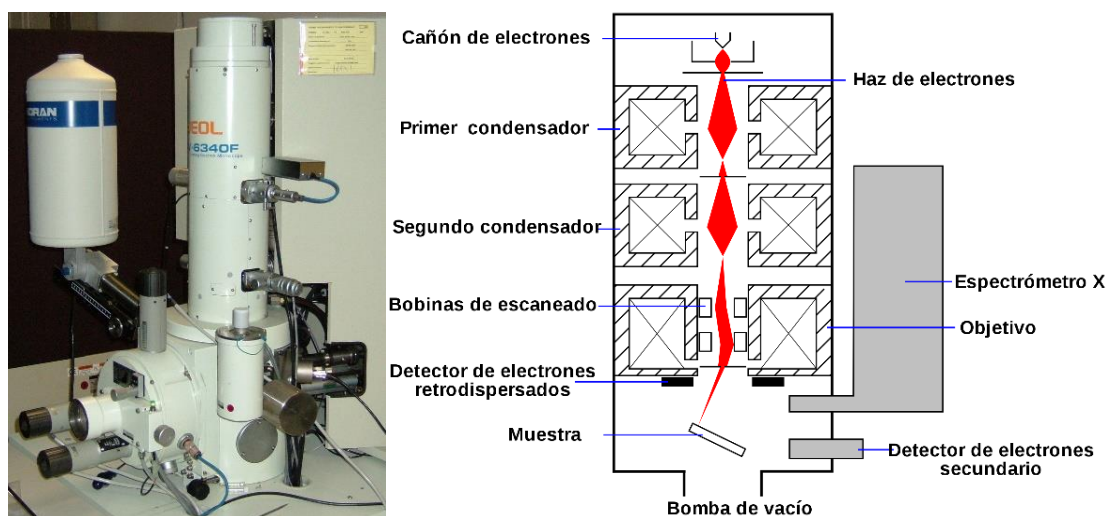 ORAN
EOL
-6340F
Cañón de electrones
Haz de electrones
Primer condensador
Segundo condensador
Espectrómetro X
Bobinas de escaneado
Objetivo
Detector de electrones
retrodispersados
Muestra
Detector de electrones
secundario
Bomba de vacío